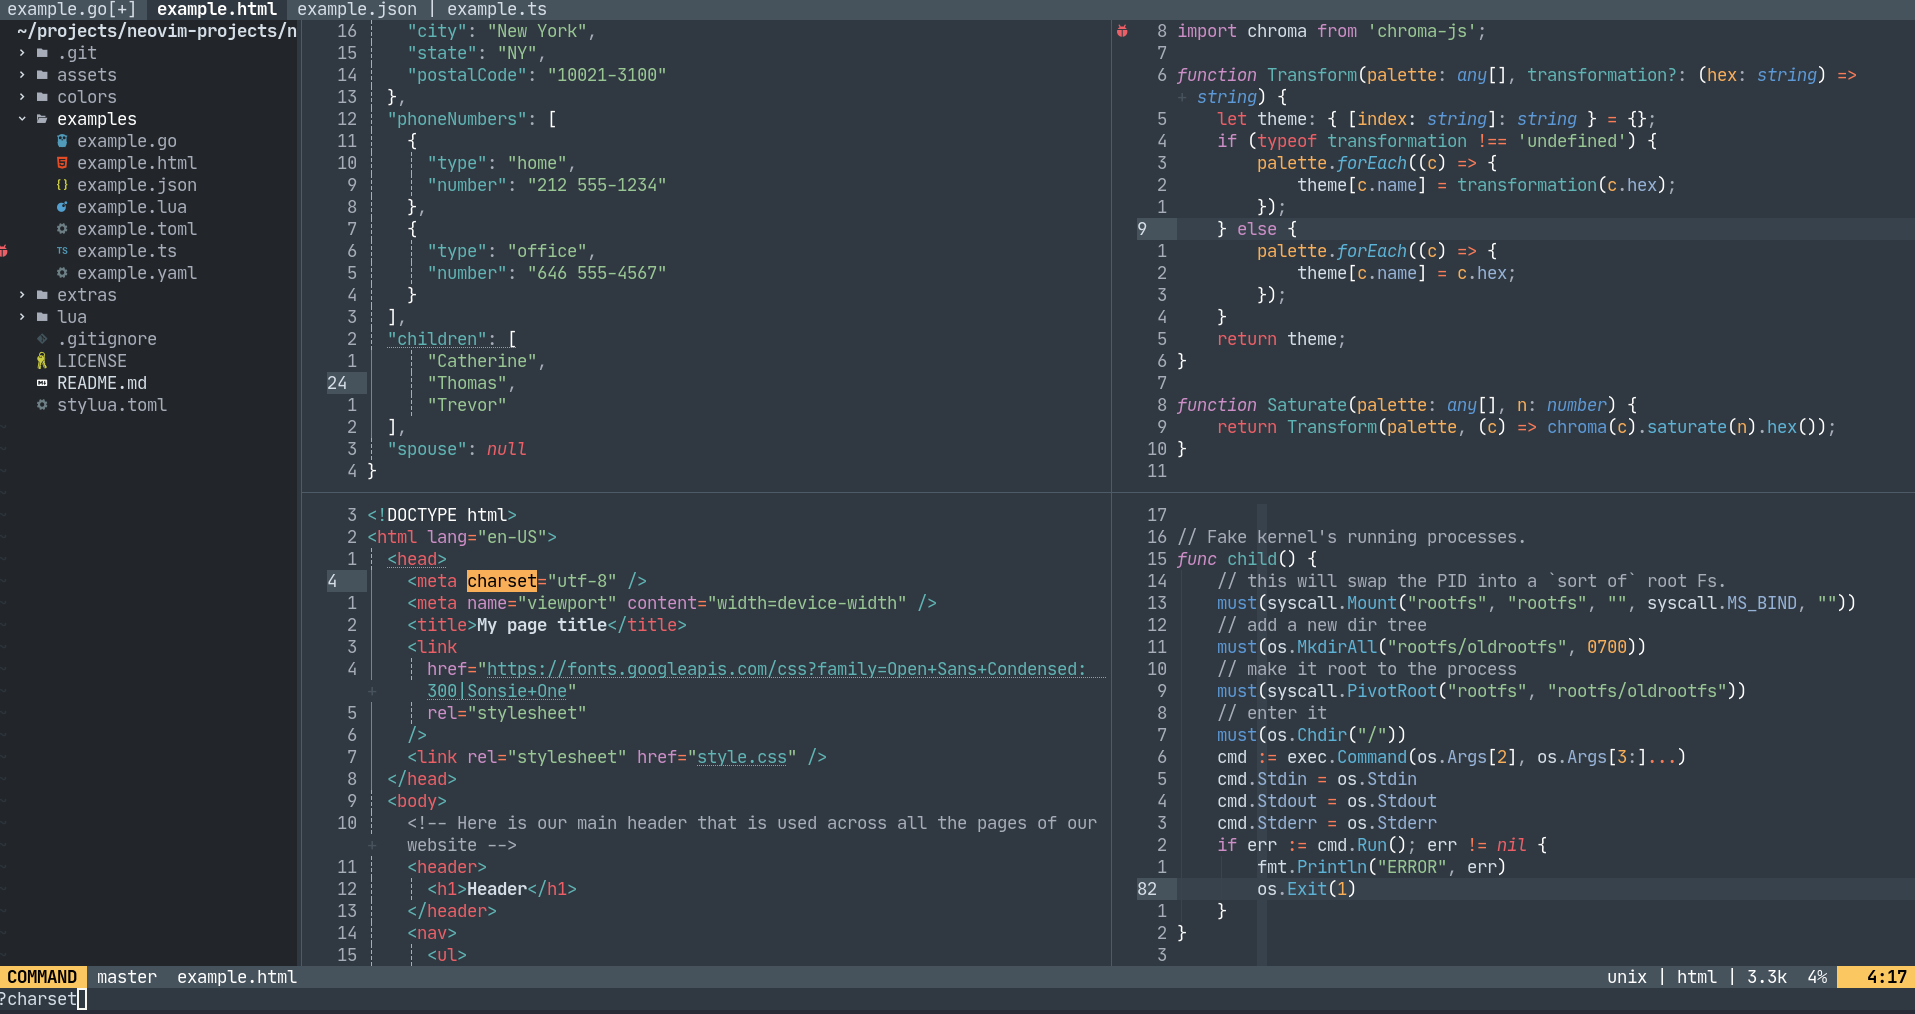 example.go[+] example.html example.json | example.ts
~/projects/neovim-projects/n
› .git
› assets
› colors
⌄ examples
example.go
example.html
{} example.json
example.lua
example.toml
TS example.ts
example.yaml
› extras
› lua
.gitignore
LICENSE
README.md
stylua.toml
16 "city": "New York",
15 "state": "NY",
14 "postalCode": "10021-3100"
13 },
12 "phoneNumbers": [
11 {
10 "type": "home",
9 "number": "212 555-1234"
8 },
7 {
6 "type": "office",
5 "number": "646 555-4567"
4 }
3 ],
2 "children": [
1 "Catherine",
24 "Thomas",
1 "Trevor"
2 ],
3 "spouse": null
4 }
8 import chroma from 'chroma-js';
7
6 function Transform(palette: any[], transformation?: (hex: string) =>
+ string) {
5 let theme: { [index: string]: string } = {};
4 if (typeof transformation !== 'undefined') {
3 palette.forEach((c) => {
2 theme[c.name] = transformation(c.hex);
1 });
9 } else {
1 palette.forEach((c) => {
2 theme[c.name] = c.hex;
3 });
4 }
5 return theme;
6 }
7
8 function Saturate(palette: any[], n: number) {
9 return Transform(palette, (c) => chroma(c).saturate(n).hex());
10 }
11
3 <!DOCTYPE html>
2 <html lang="en-US">
1 <head>
4 <meta charset="utf-8" />
1 <meta name="viewport" content="width=device-width" />
2 <title>My page title</title>
3 <link
4 href="https://fonts.googleapis.com/css?family=Open+Sans+Condensed:
+ 300|Sonsie+One"
5 rel="stylesheet"
6 />
7 <link rel="stylesheet" href="style.css" />
8 </head>
9 <body>
10 <!-- Here is our main header that is used across all the pages of our
+ website -->
11 <header>
12 <h1>Header</h1>
13 </header>
14 <nav>
15 <ul>
17
16 // Fake kernel's running processes.
15 func child() {
14 // this will swap the PID into a `sort of` root Fs.
13 must(syscall.Mount("rootfs", "rootfs", "", syscall.MS_BIND, ""))
12 // add a new dir tree
11 must(os.MkdirAll("rootfs/oldrootfs", 0700))
10 // make it root to the process
9 must(syscall.PivotRoot("rootfs", "rootfs/oldrootfs"))
8 // enter it
7 must(os.Chdir("/"))
6 cmd := exec.Command(os.Args[2], os.Args[3:]...)
5 cmd.Stdin = os.Stdin
4 cmd.Stdout = os.Stdout
3 cmd.Stderr = os.Stderr
2 if err := cmd.Run(); err != nil {
1 fmt.Println("ERROR", err)
82 os.Exit(1)
1 }
2 }
3
COMMAND master example.html unix | html | 3.3k 4% 4:17
?charset